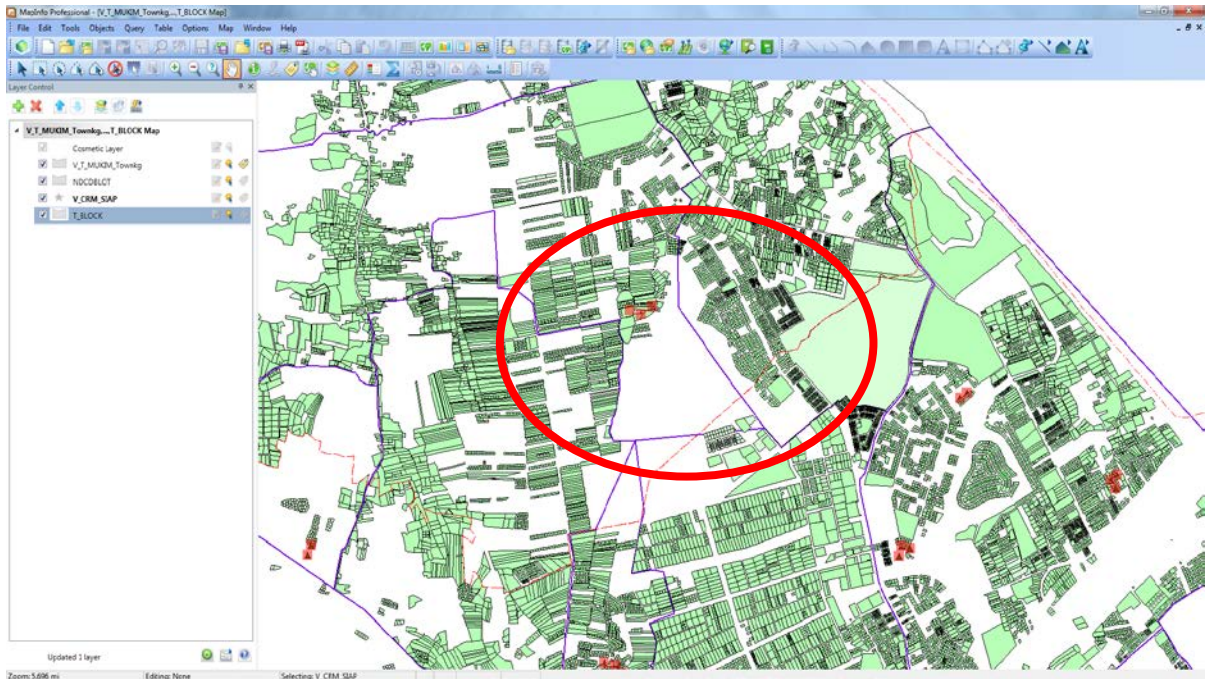 MapInfo Professional - [V_T_MUKIM_Townkg,...,T_BLOCK Map]
File Edit Tools Objects Query Table Options Map Window Help
Layer Control
V_T_MUKIM_Townkg,...,T_BLOCK Map
Cosmetic Layer
V_T_MUKIM_Townkg
NDCDBLOT
V_CRM_SIAP
T_BLOCK
Updated 1 layer
Zoom: 5.696 mi Editing: None Selecting: V_CRM_SIAP